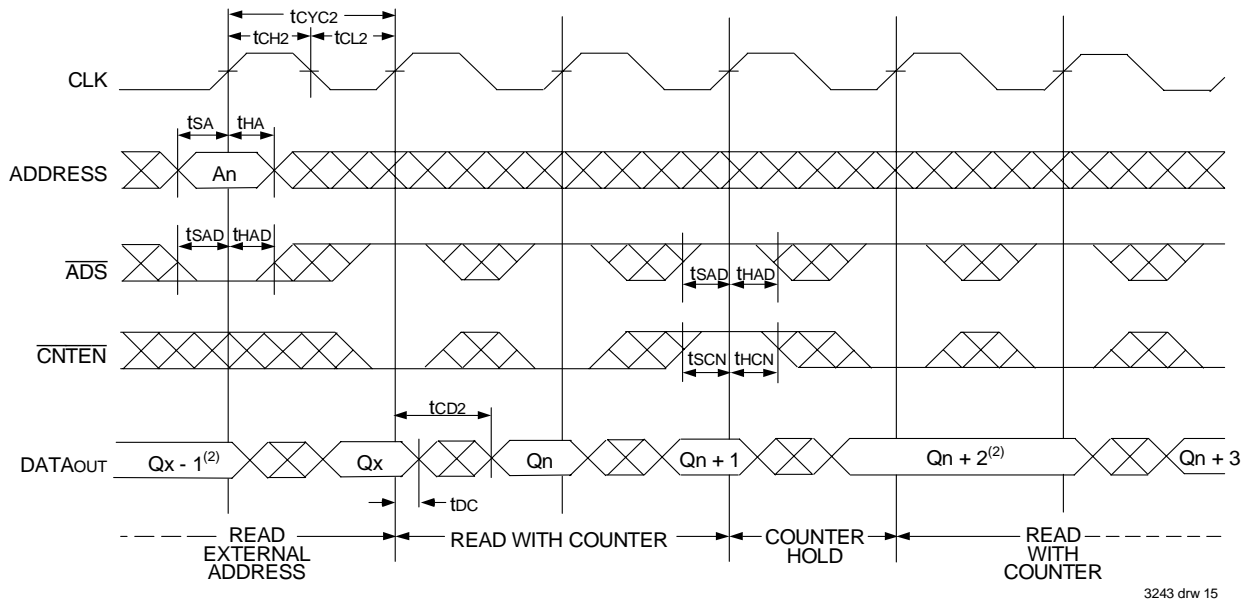 tCYC2
tCH2 tCL2
CLK
tSA tHA
ADDRESS An
tSAD tHAD
ADS
tSAD tHAD
CNTEN
tSCN tHCN
tCD2
DATAOUT Qx - 1(2) Qx Qn Qn + 1 Qn + 2(2) Qn + 3
tDC
READ
EXTERNAL
ADDRESS
READ WITH COUNTER
COUNTER
HOLD
READ
WITH
COUNTER
3243 drw 15